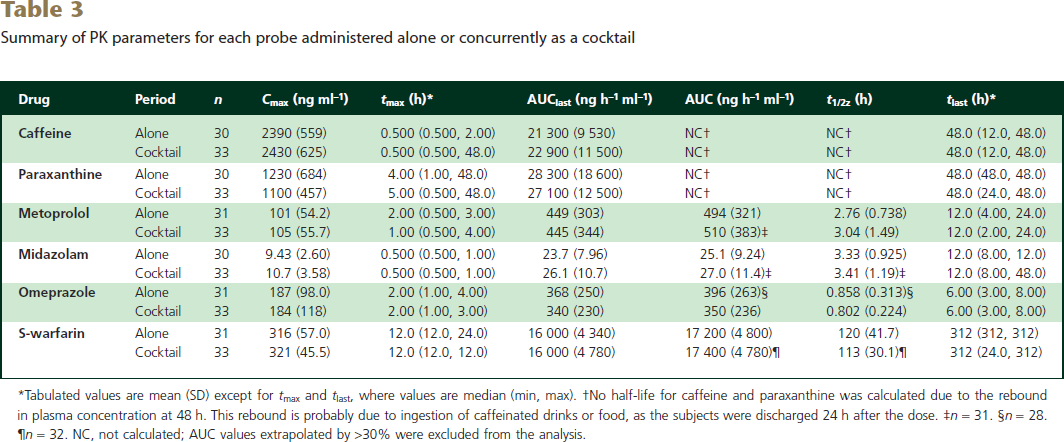 Table 3
Summary of PK parameters for each probe administered alone or concurrently as a cocktail
Drug Period n Cmax (ng ml–1) tmax (h)* AUClast (ng h–1 ml–1) AUC (ng h–1 ml–1) t1/2z (h) tlast (h)*
Caffeine Alone 30 2390 (559) 0.500 (0.500, 2.00) 21 300 (9 530) NC† NC† 48.0 (12.0, 48.0)
Cocktail 33 2430 (625) 0.500 (0.500, 48.0) 22 900 (11 500) NC† NC† 48.0 (12.0, 48.0)
Paraxanthine Alone 30 1230 (684) 4.00 (1.00, 48.0) 28 300 (18 600) NC† NC† 48.0 (48.0, 48.0)
Cocktail 33 1100 (457) 5.00 (0.500, 48.0) 27 100 (12 500) NC† NC† 48.0 (24.0, 48.0)
Metoprolol Alone 31 101 (54.2) 2.00 (0.500, 3.00) 449 (303) 494 (321) 2.76 (0.738) 12.0 (4.00, 24.0)
Cocktail 33 105 (55.7) 1.00 (0.500, 4.00) 445 (344) 510 (383)‡ 3.04 (1.49) 12.0 (2.00, 24.0)
Midazolam Alone 30 9.43 (2.60) 0.500 (0.500, 1.00) 23.7 (7.96) 25.1 (9.24) 3.33 (0.925) 12.0 (8.00, 12.0)
Cocktail 33 10.7 (3.58) 0.500 (0.500, 1.00) 26.1 (10.7) 27.0 (11.4)‡ 3.41 (1.19)‡ 12.0 (8.00, 48.0)
Omeprazole Alone 31 187 (98.0) 2.00 (1.00, 4.00) 368 (250) 396 (263)§ 0.858 (0.313)§ 6.00 (3.00, 8.00)
Cocktail 33 184 (118) 2.00 (1.00, 3.00) 340 (230) 350 (236) 0.802 (0.224) 6.00 (3.00, 8.00)
S-warfarin Alone 31 316 (57.0) 12.0 (12.0, 24.0) 16 000 (4 340) 17 200 (4 800) 120 (41.7) 312 (312, 312)
Cocktail 33 321 (45.5) 12.0 (12.0, 12.0) 16 000 (4 780) 17 400 (4 780)¶ 113 (30.1)¶ 312 (24.0, 312)
*Tabulated values are mean (SD) except for tmax and tlast, where values are median (min, max). †No half-life for caffeine and paraxanthine was calculated due to the rebound
in plasma concentration at 48 h. This rebound is probably due to ingestion of caffeinated drinks or food, as the subjects were discharged 24 h after the dose. ‡n = 31. §n = 28.
¶n = 32. NC, not calculated; AUC values extrapolated by >30% were excluded from the analysis.